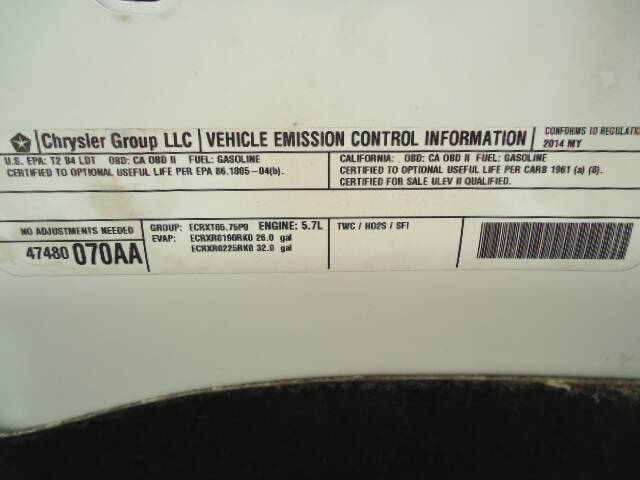 Chrysler Group LLC VEHICLE EMISSION CONTROL INFORMATION
CONFORMS TO REGULATION
2014 MY
U.S. EPA: T2 B4 LDT OBD: CA OBD II FUEL: GASOLINE
CERTIFIED TO OPTIONAL USEFUL LIFE PER EPA 86.1805-04(b).
CALIFORNIA: OBD: CA OBD II FUEL: GASOLINE
CERTIFIED TO OPTIONAL USEFUL LIFE PER CARB 1961 (a) (8).
CERTIFIED FOR SALE ULEV II QUALIFIED.
NO ADJUSTMENTS NEEDED
47480 070AA
GROUP: ECRXT05.75P0 ENGINE: 5.7L
EVAP: ECRXR0190RK0 26.0 gal
ECRXR0225RK0 32.0 gal
TWC / HO2S / SFI